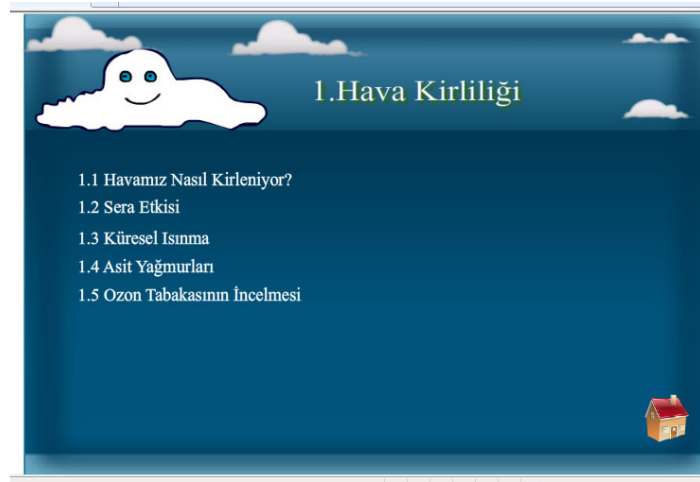 1.Hava Kirliliği
1.1 Havamız Nasıl Kirleniyor?
1.2 Sera Etkisi
1.3 Küresel Isınma
1.4 Asit Yağmurları
1.5 Ozon Tabakasının İncelmesi